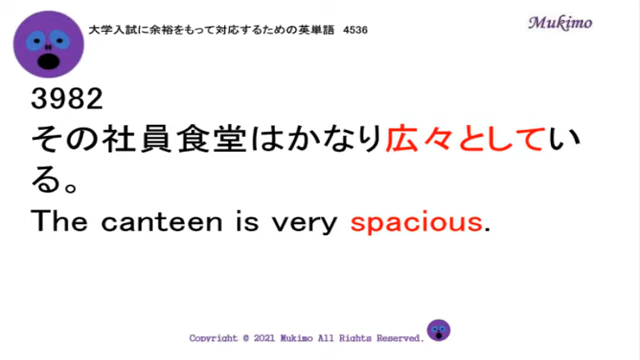 大学入試に余裕をもって対応するための英単語 4536
Mukimo
3982
その社員食堂はかなり広々としてい
る。
The canteen is very spacious.
Copyright © 2021 Mukimo All Rights Reserved.